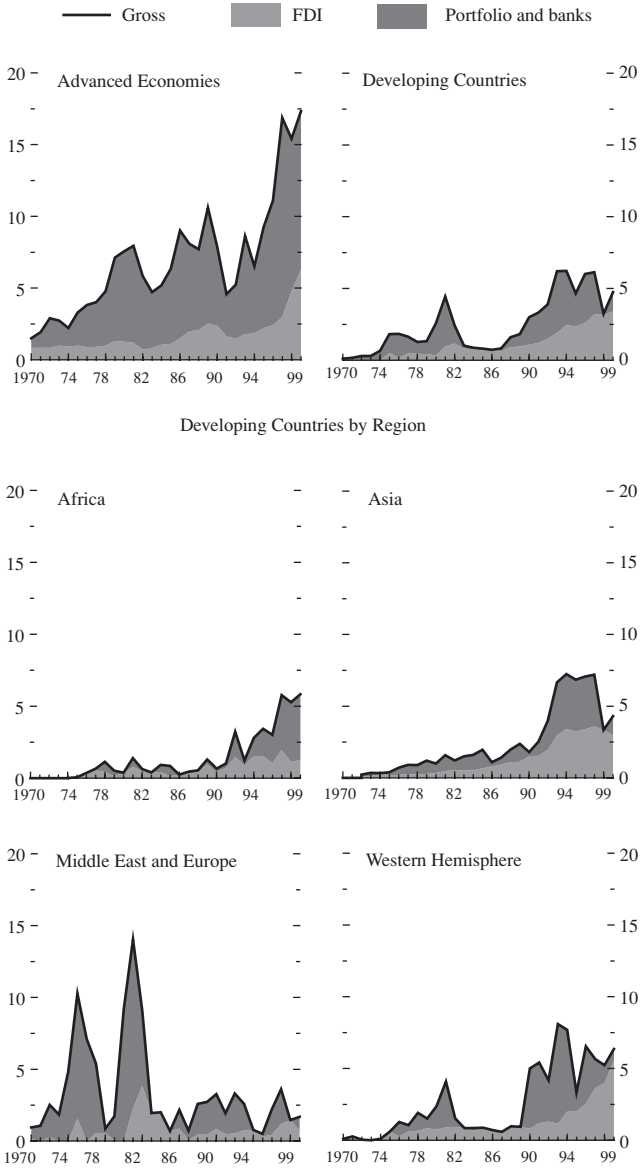 Gross FDI Portfolio and banks
Advanced Economies
20
15
10
5
0
1970 74 78 82 86 90 94 99
Developing Countries
20
15
10
5
0
1970 74 78 82 86 90 94 99
Developing Countries by Region
Africa
20
15
10
5
0
1970 74 78 82 86 90 94 99
Asia
20
15
10
5
0
1970 74 78 82 86 90 94 99
Middle East and Europe
20
15
10
5
0
1970 74 78 82 86 90 94 99
Western Hemisphere
20
15
10
5
0
1970 74 78 82 86 90 94 99